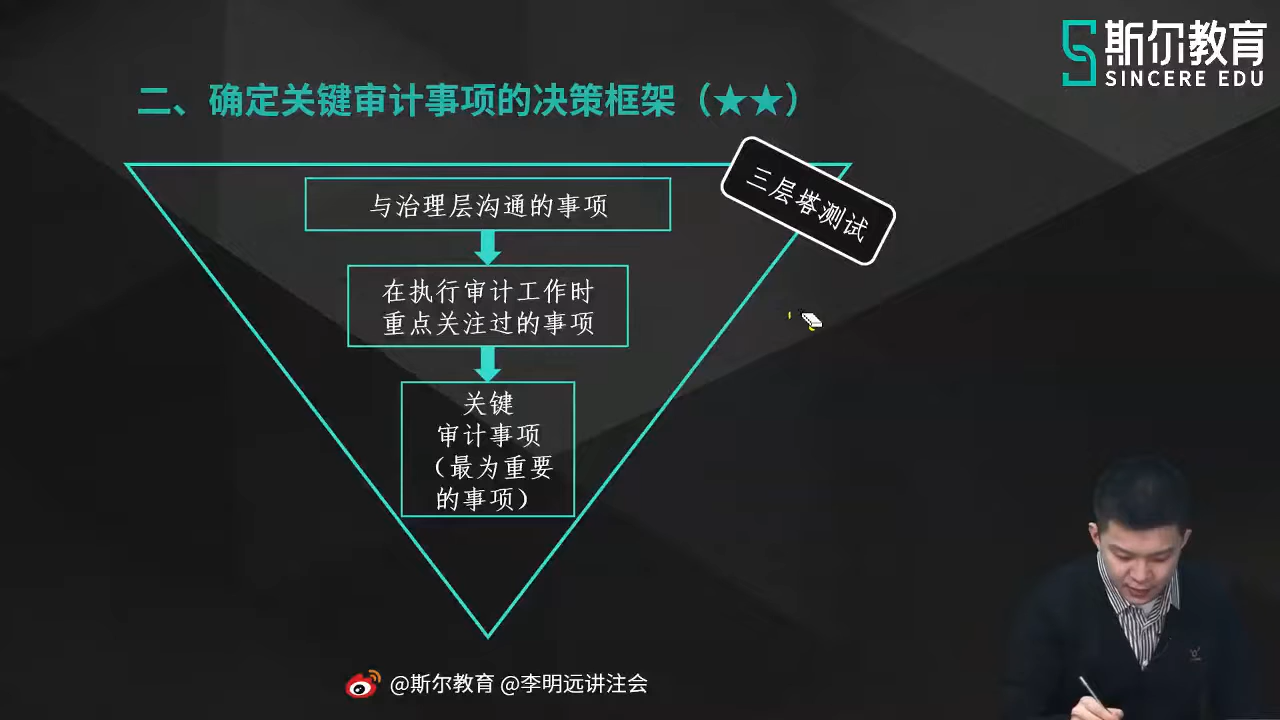 斯尔教育
SINCERE EDU
二、确定关键审计事项的决策框架（★★）
三层塔测试
与治理层沟通的事项
在执行审计工作时
重点关注过的事项
关键
审计事项
（最为重要
的事项）
@斯尔教育 @李明远讲注会